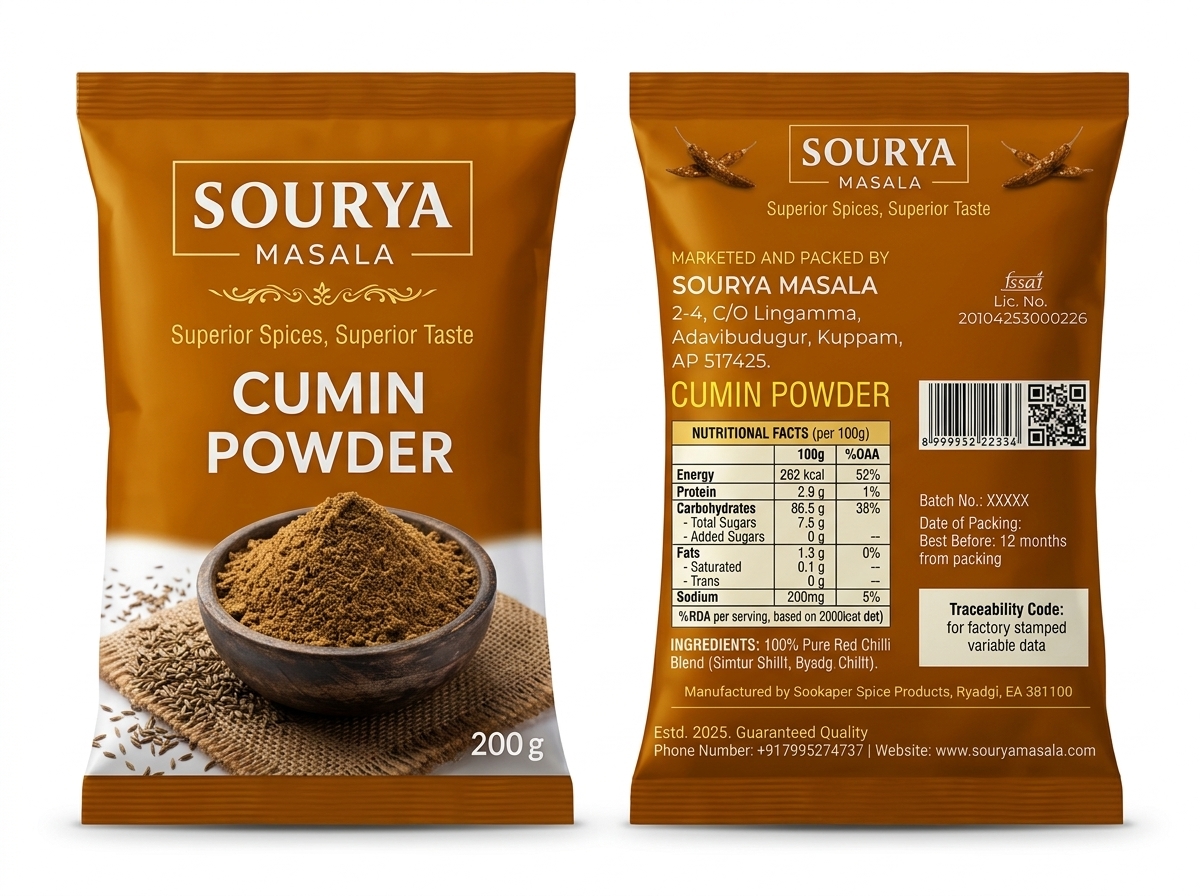 SOURYA
MASALA
Superior Spices, Superior Taste
CUMIN
POWDER
200 g
SOURYA
MASALA
Superior Spices, Superior Taste
MARKETED AND PACKED BY
SOURYA MASALA
2-4, C/O Lingamma,
Adavibudugur, Kuppam,
AP 517425.
fssai
Lic. No.
20104253000226
CUMIN POWDER
8 999952 22334
NUTRITIONAL FACTS (per 100g)
100g %OAA
Energy 262 kcal 52%
Protein 2.9 g 1%
Carbohydrates 86.5 g 38%
- Total Sugars 7.5 g
- Added Sugars 0 g --
Fats 1.3 g 0%
- Saturated 0.1 g --
- Trans 0 g --
Sodium 200mg 5%
%RDA per serving, based on 2000kcat det)
Batch No.: XXXXX
Date of Packing:
Best Before: 12 months
from packing
Traceability Code:
for factory stamped
variable data
INGREDIENTS: 100% Pure Red Chilli
Blend (Simtur Shillt, Byadg Chillt).
Manufactured by Sookaper Spice Products, Ryadgi, EA 381100
Estd. 2025. Guaranteed Quality
Phone Number: +917995274737 | Website: www.souryamasala.com